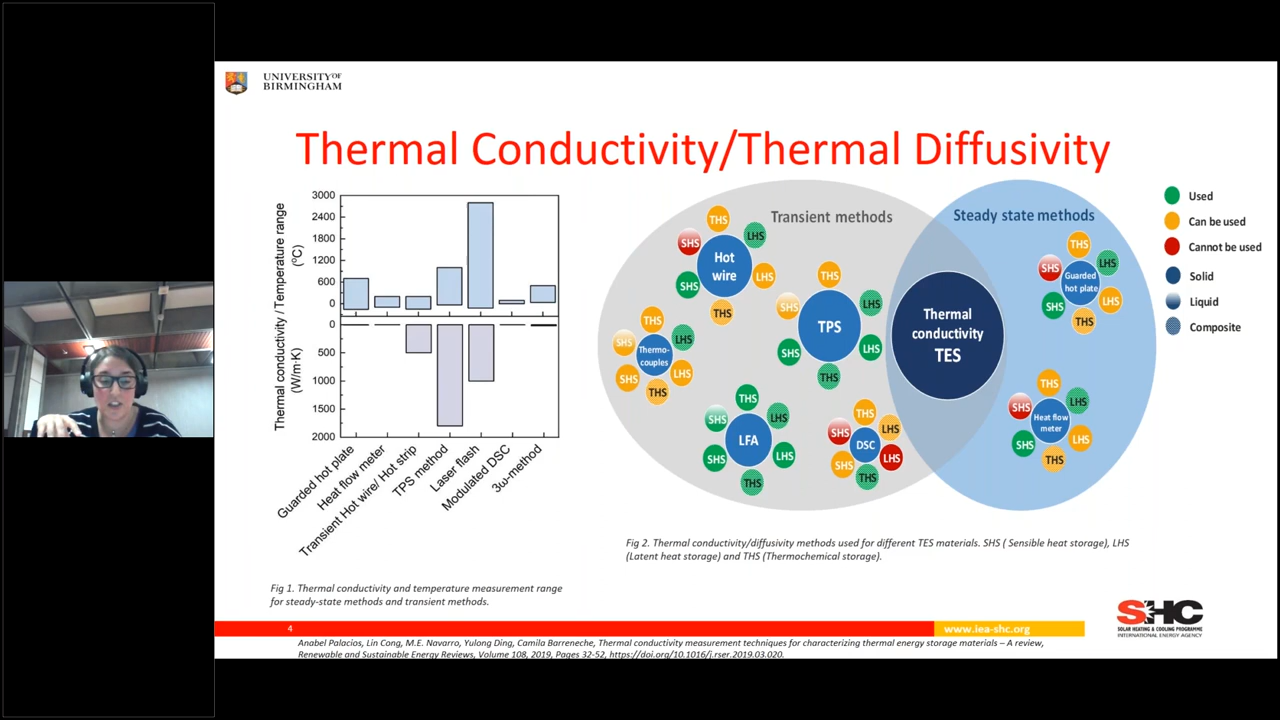 UNIVERSITY OF
BIRMINGHAM
Thermal Conductivity/Thermal Diffusivity
Thermal conductivity / Temperature range
(W/m·K) (°C)
3000
2400
1800
1200
600
0
0
500
1000
1500
2000
Guarded hot plate
Heat flow meter
Transient Hot wire/ Hot strip
TPS method
Laser flash
Modulated DSC
3ω-method
Fig 1. Thermal conductivity and temperature measurement range
for steady-state methods and transient methods.
Transient methods
Steady state methods
THS
SHS
LHS
Hot
wire
SHS
LHS
THS
THS
SHS
LHS
Thermo-
couples
SHS
LHS
THS
THS
SHS
LHS
TPS
SHS
LHS
THS
THS
SHS
LHS
LFA
SHS
LHS
THS
THS
SHS
LHS
DSC
SHS
LHS
THS
Thermal
conductivity
TES
THS
SHS
LHS
Guarded
hot plate
SHS
LHS
THS
THS
SHS
LHS
Heat flow
meter
SHS
LHS
THS
Used
Can be used
Cannot be used
Solid
Liquid
Composite
Fig 2. Thermal conductivity/diffusivity methods used for different TES materials. SHS ( Sensible heat storage), LHS
(Latent heat storage) and THS (Thermochemical storage).
4
www.iea-shc.org
SHC
SOLAR HEATING & COOLING PROGRAMME
INTERNATIONAL ENERGY AGENCY
Anabel Palacios, Lin Cong, M.E. Navarro, Yulong Ding, Camila Barreneche, Thermal conductivity measurement techniques for characterizing thermal energy storage materials – A review,
Renewable and Sustainable Energy Reviews, Volume 108, 2019, Pages 32-52, https://doi.org/10.1016/j.rser.2019.03.020.